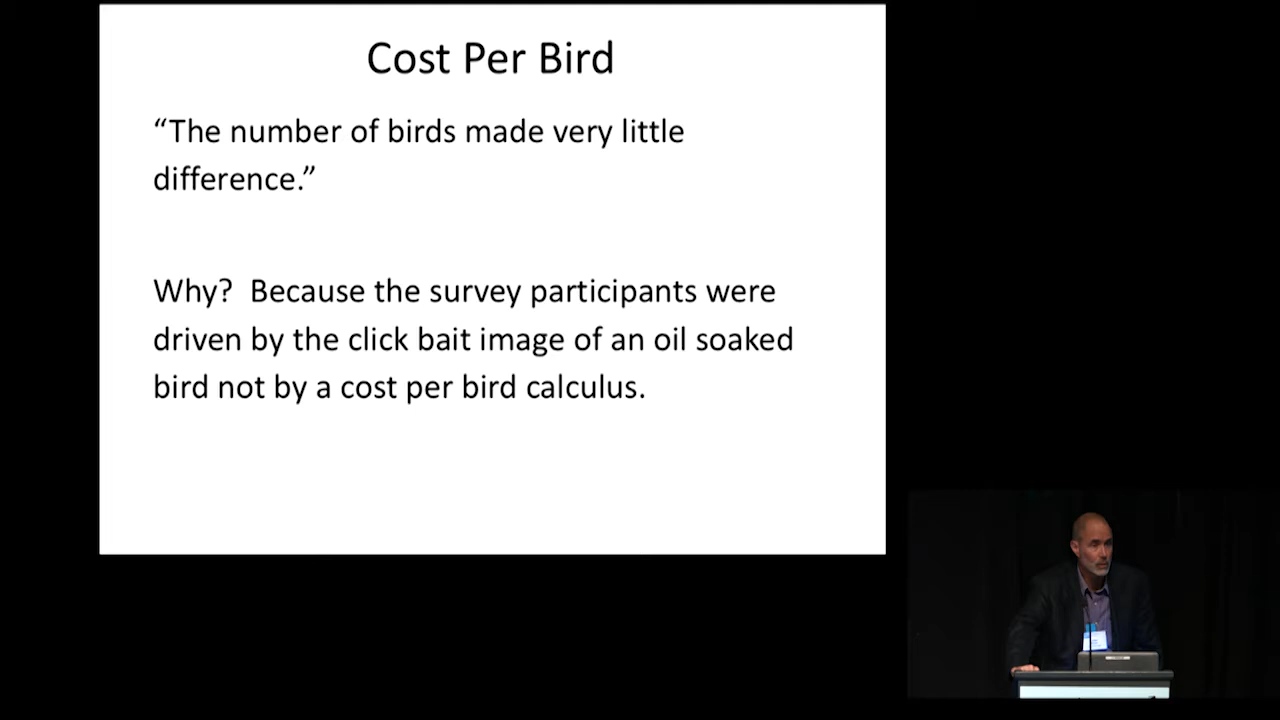 Cost Per Bird
“The number of birds made very little
difference.”
Why?  Because the survey participants were
driven by the click bait image of an oil soaked
bird not by a cost per bird calculus.